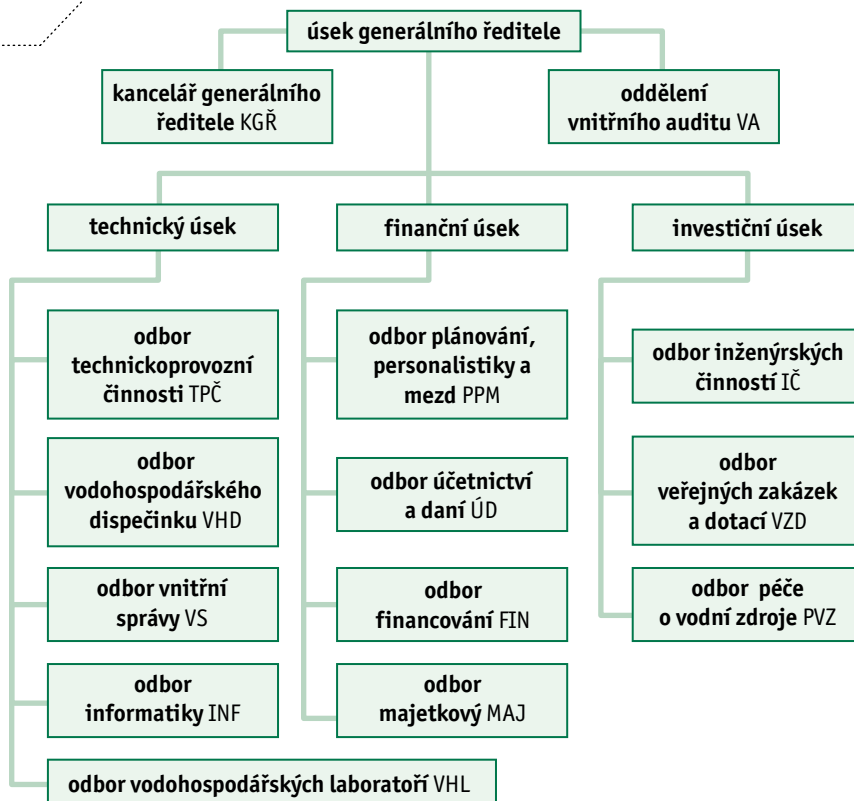 úsek generálního ředitele
kancelář generálního
ředitele KGŘ
oddělení
vnitřního auditu VA
technický úsek
finanční úsek
investiční úsek
odbor
technickoprovozní
činnosti TPČ
odbor
vodohospodářského
dispečinku VHD
odbor vnitřní
správy VS
odbor
informatiky INF
odbor vodohospodářských laboratoří VHL
odbor plánování,
personalistiky a
mezd PPM
odbor účetnictví
a daní ÚD
odbor
financování FIN
odbor
majetkový MAJ
odbor inženýrských
činností IČ
odbor
veřejných zakázek
a dotací VZD
odbor péče
o vodní zdroje PVZ